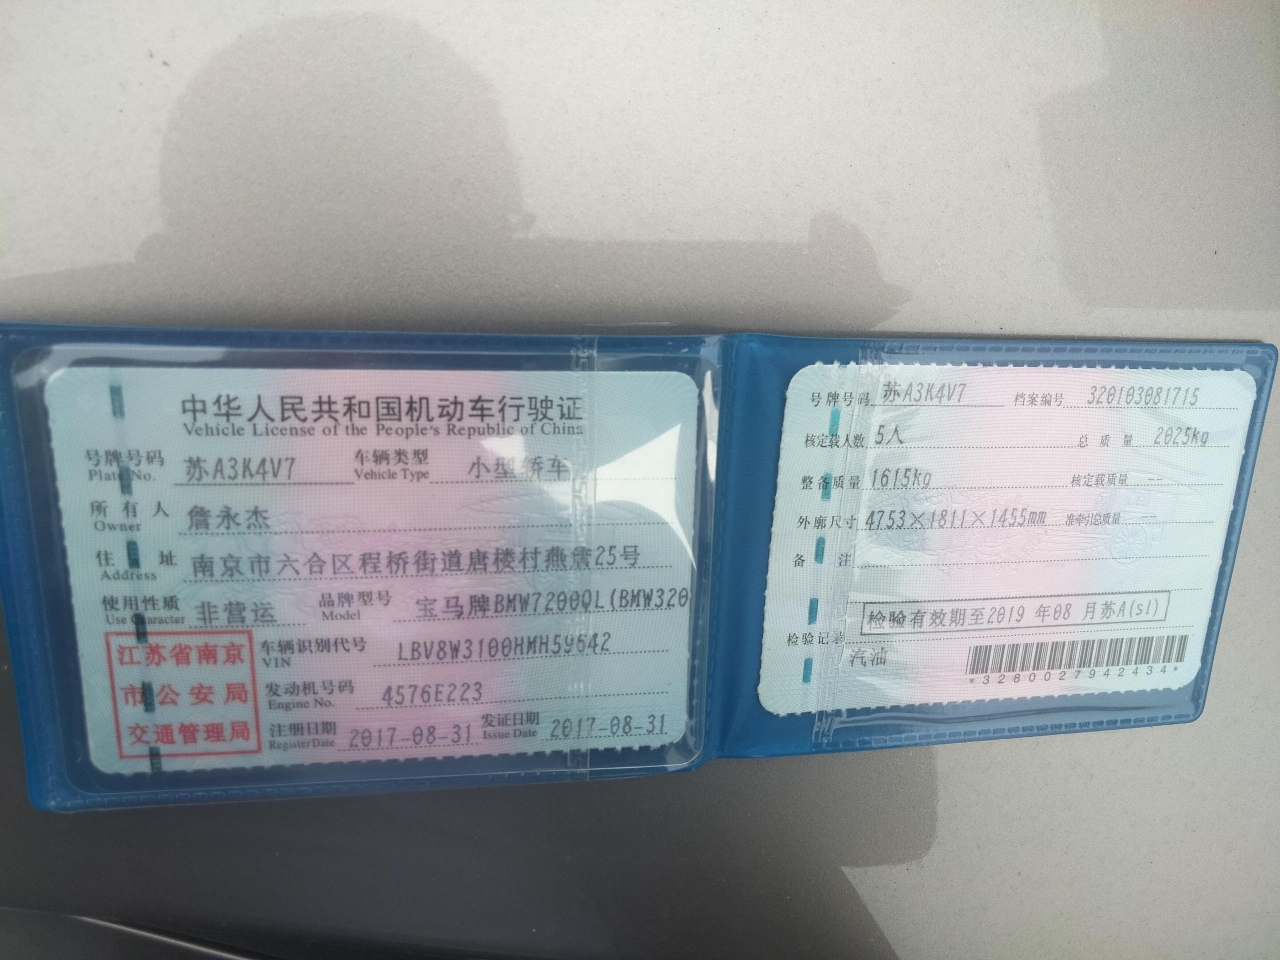 中华人民共和国机动车行驶证
Vehicle License of the People's Republic of China
号牌号码 苏A3K4V7 车辆类型 小型轿车
Plate No. Vehicle Type
所有人 詹永杰
Owner
住址 南京市六合区程桥街道唐楼村燕窝25号
Address
使用性质 非营运 品牌型号 宝马牌BMW7200QL(BMW320
Use Character Model
江苏省南京
市公安局
交通管理局
车辆识别代号 LBV8W3100HMH59642
VIN
发动机号码 4576E223
Engine No.
注册日期 2017-08-31 发证日期 2017-08-31
Register Date Issue Date
号牌号码 苏A3K4V7 档案编号 320103081715
核定载人数 5人 总质量 2025kg
整备质量 1615kg 核定载质量 --
外廓尺寸 4753×1811×1455mm 准牵引总质量 --
备注
检验有效期至2019年08月苏A(sl)
检验记录
汽油
*3280027942434*